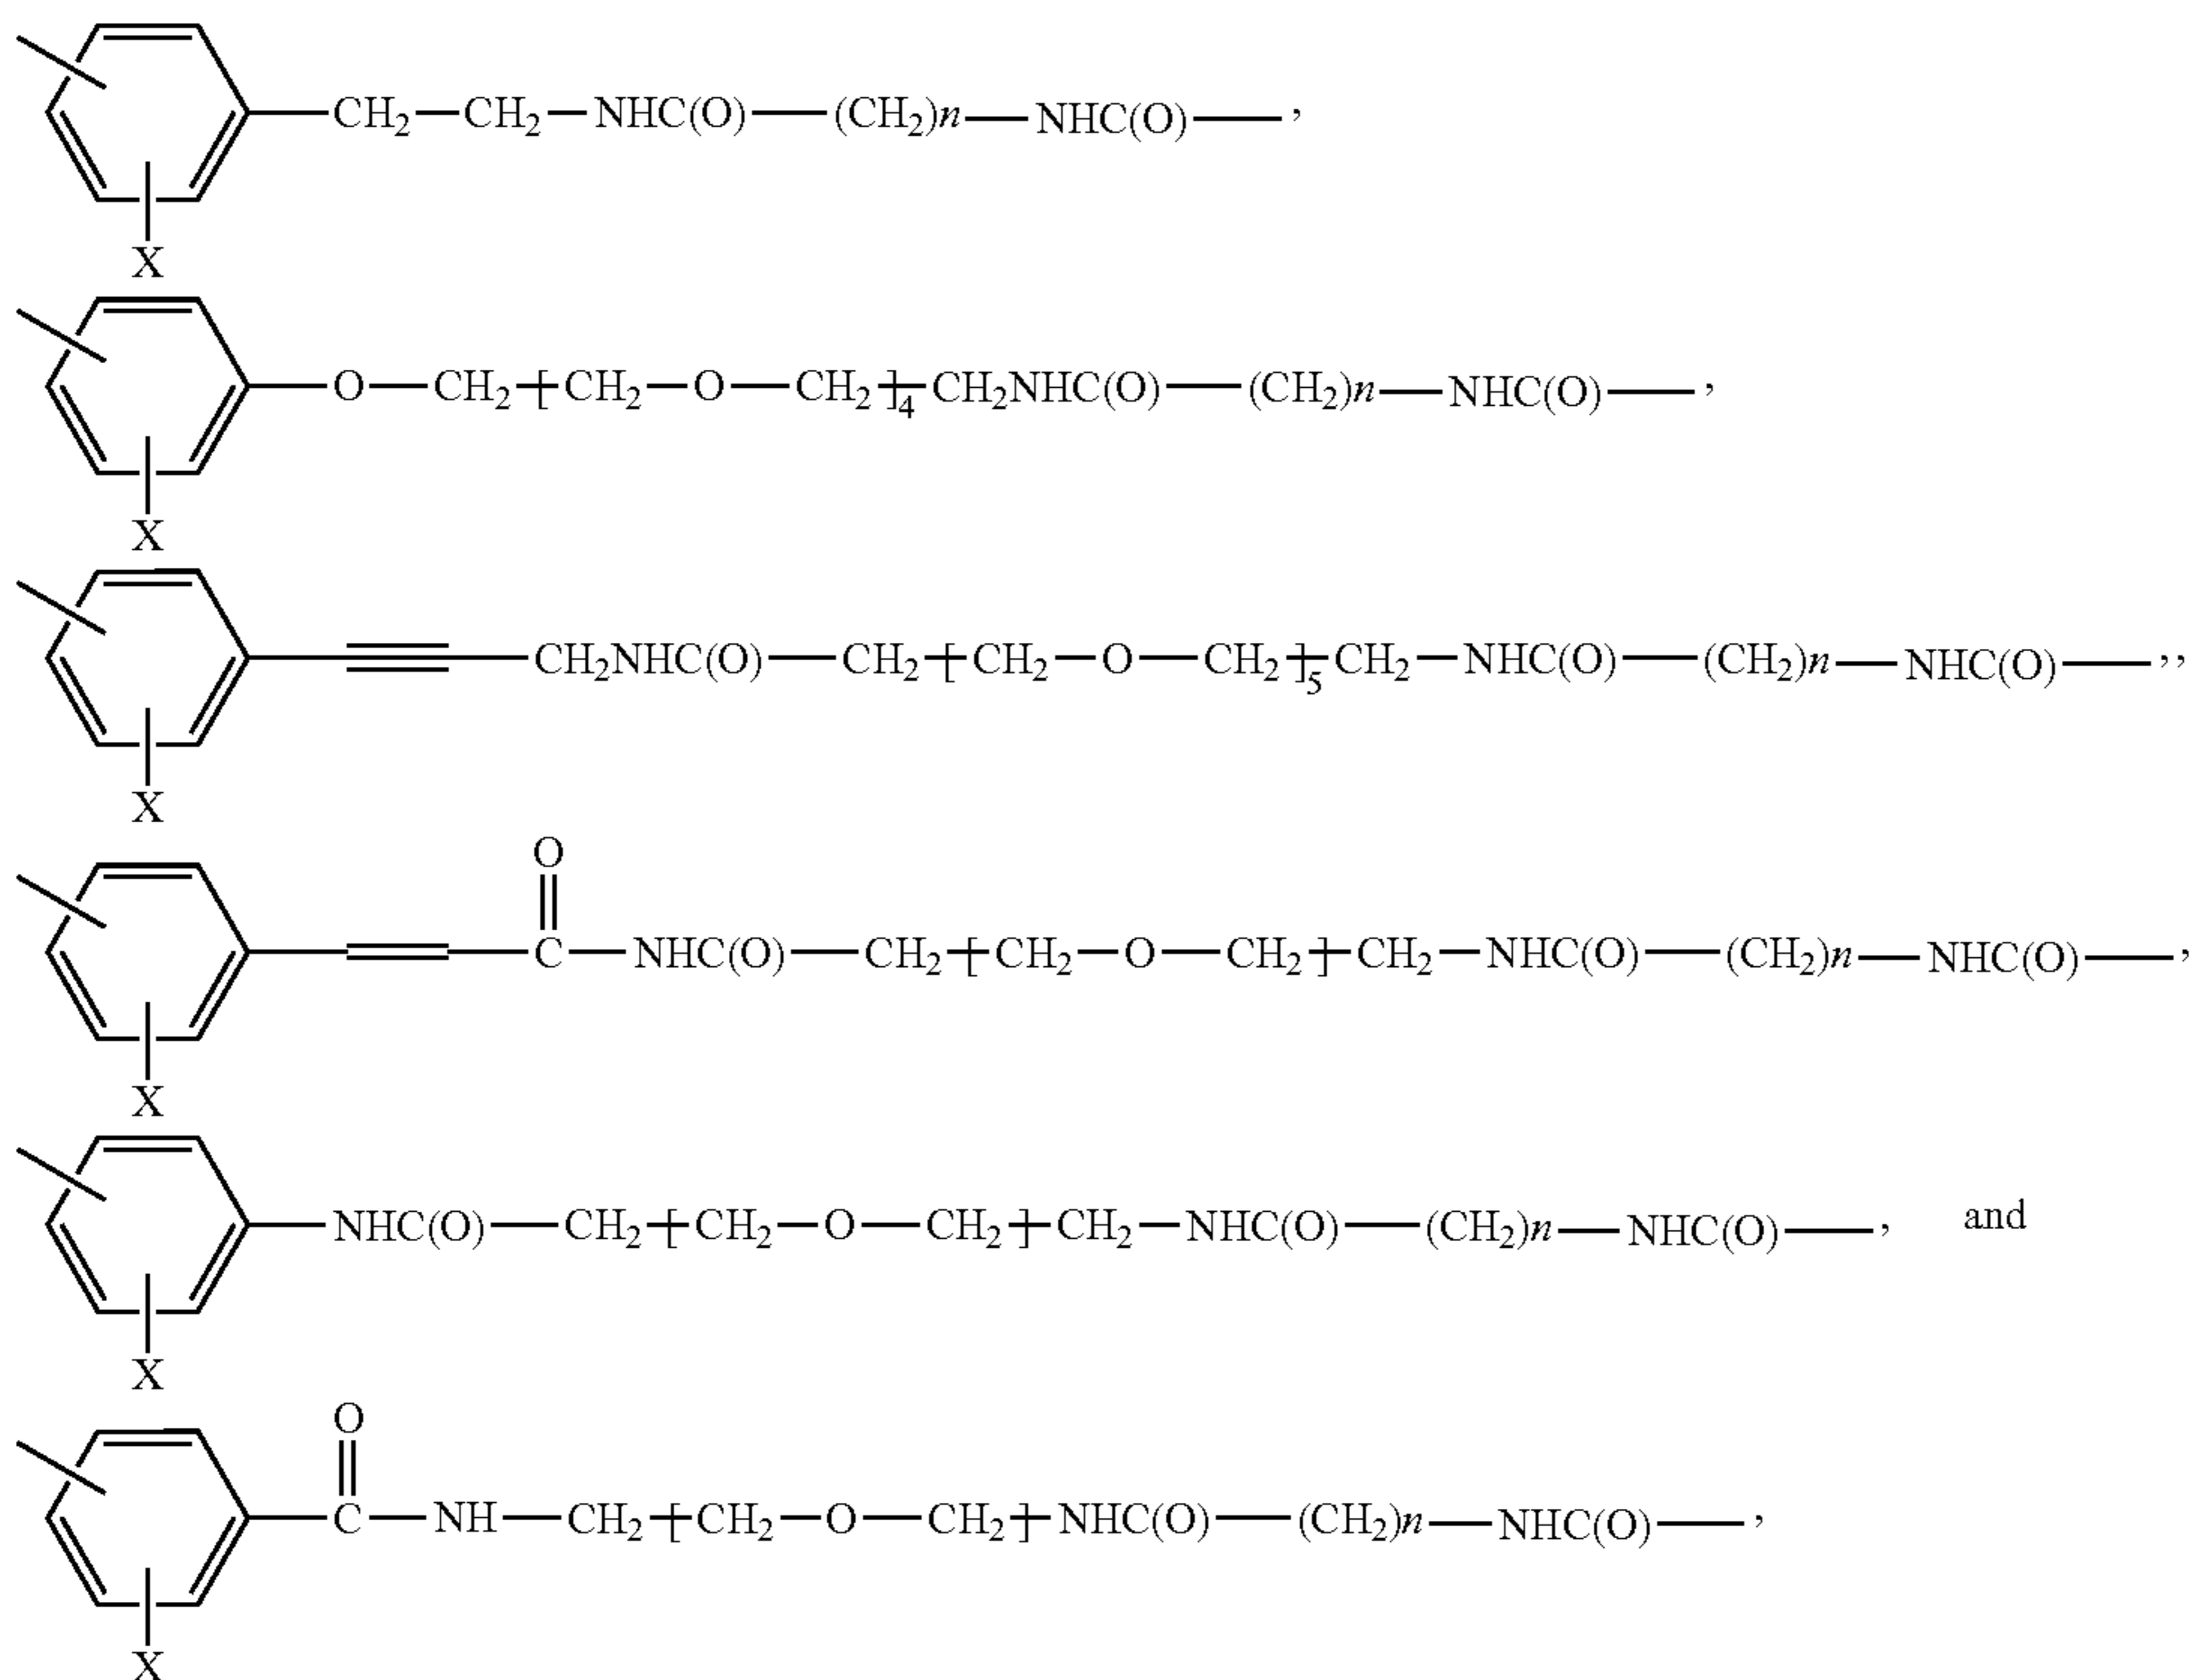 CH₂—CH₂—NHC(O)—(CH₂)n—NHC(O)—,
X
O—CH₂—[CH₂—O—CH₂]₄—CH₂NHC(O)—(CH₂)n—NHC(O)—,
X
CH₂NHC(O)—CH₂—[CH₂—O—CH₂]₅—CH₂—NHC(O)—(CH₂)n—NHC(O)—,,
X
O
C—NHC(O)—CH₂—[CH₂—O—CH₂]—CH₂—NHC(O)—(CH₂)n—NHC(O)—,
X
NHC(O)—CH₂—[CH₂—O—CH₂]—CH₂—NHC(O)—(CH₂)n—NHC(O)—, and
X
O
C—NH—CH₂—[CH₂—O—CH₂]—NHC(O)—(CH₂)n—NHC(O)—,
X